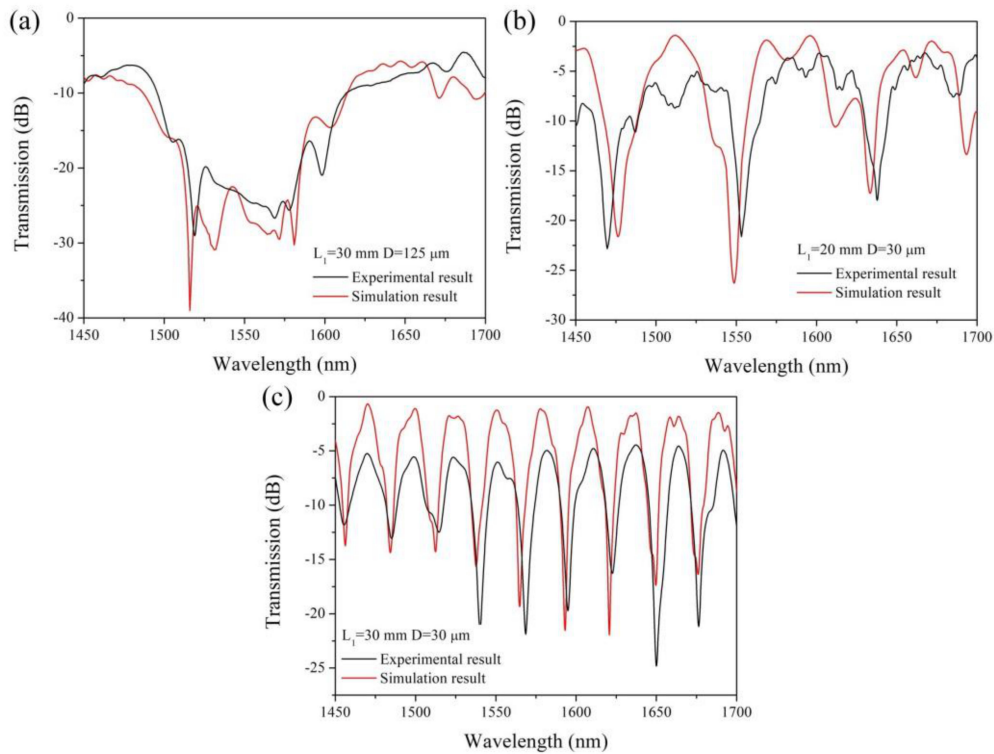 (a)
0
-10
-20
-30
-40
Transmission (dB)
L₁=30 mm D=125 μm
Experimental result
Simulation result
1450 1500 1550 1600 1650 1700
Wavelength (nm)
(b)
0
-5
-10
-15
-20
-25
-30
Transmission (dB)
L₁=20 mm D=30 μm
Experimental result
Simulation result
1450 1500 1550 1600 1650 1700
Wavelength (nm)
(c)
0
-5
-10
-15
-20
-25
Transmission (dB)
L₁=30 mm D=30 μm
Experimental result
Simulation result
1450 1500 1550 1600 1650 1700
Wavelength (nm)